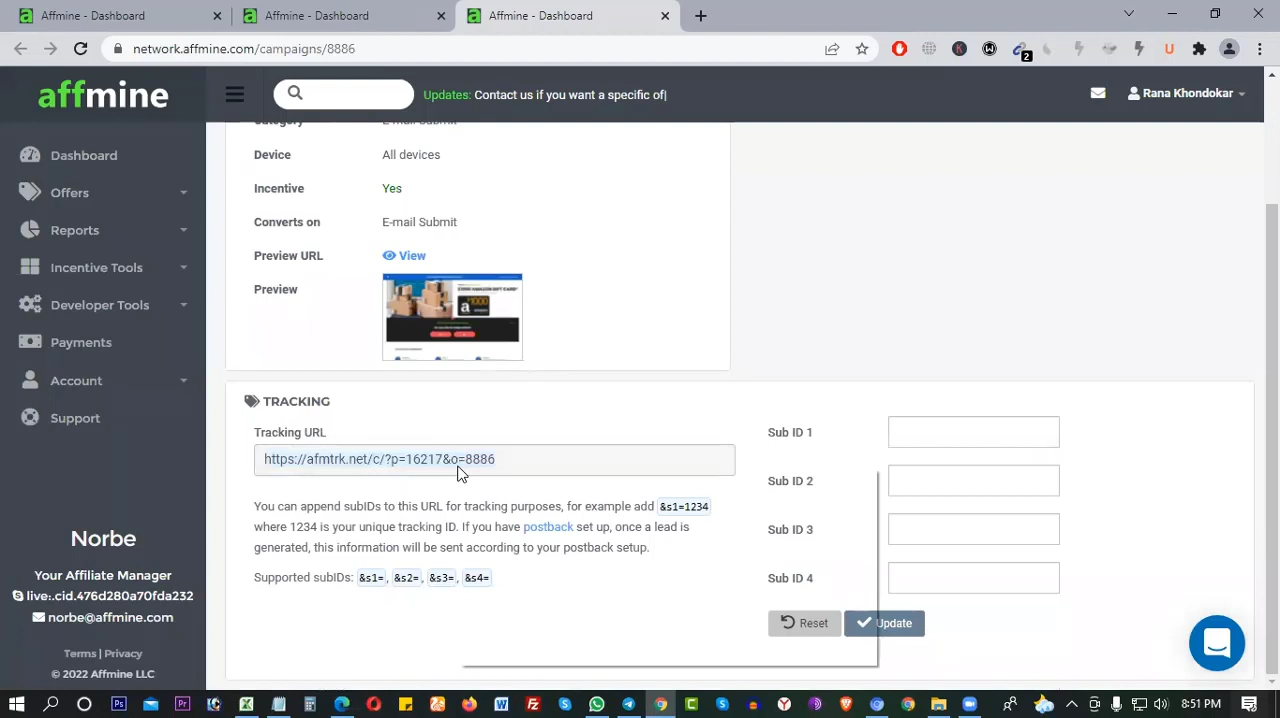 Affmine - Dashboard
Affmine - Dashboard
Affmine - Dashboard
network.affmine.com/campaigns/8886
2
affmine
Updates: Contact us if you want a specific of|
Rana Khondokar
Dashboard
Offers
Reports
Incentive Tools
Developer Tools
Payments
Account
Support
Norbe
Your Affiliate Manager
live:.cid.476d280a70fda232
norbe@affmine.com
Terms | Privacy
© 2022 Affmine LLC
Category E-mail Submit
Device All devices
Incentive Yes
Converts on E-mail Submit
Preview URL View
Preview
$1000
TRACKING
Tracking URL
https://afmtrk.net/c/?p=16217&o=8886
You can append subIDs to this URL for tracking purposes, for example add &s1=1234
where 1234 is your unique tracking ID. If you have postback set up, once a lead is
generated, this information will be sent according to your postback setup.
Supported subIDs: &s1=, &s2=, &s3=, &s4=
Sub ID 1
Sub ID 2
Sub ID 3
Sub ID 4
Reset Update
8:51 PM